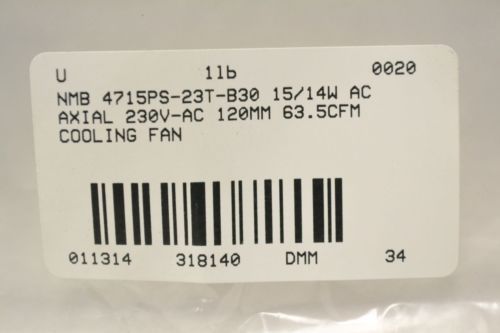 U 1lb 0020
NMB 4715PS-23T-B30 15/14W AC
AXIAL 230V-AC 120MM 63.5CFM
COOLING FAN
011314 318140 DMM 34